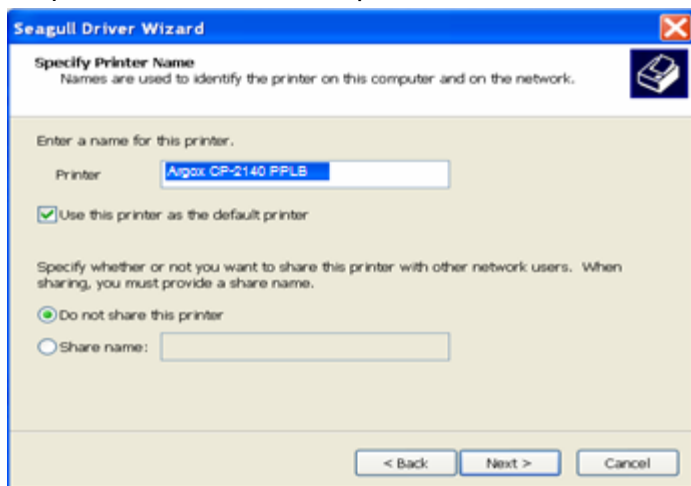 Seagull Driver Wizard
Specify Printer Name
Names are used to identify the printer on this computer and on the network.
Enter a name for this printer.
Printer Argox CP-2140 PPLB
Use this printer as the default printer
Specify whether or not you want to share this printer with other network users. When
sharing, you must provide a share name.
Do not share this printer
Share name:
< Back Next > Cancel